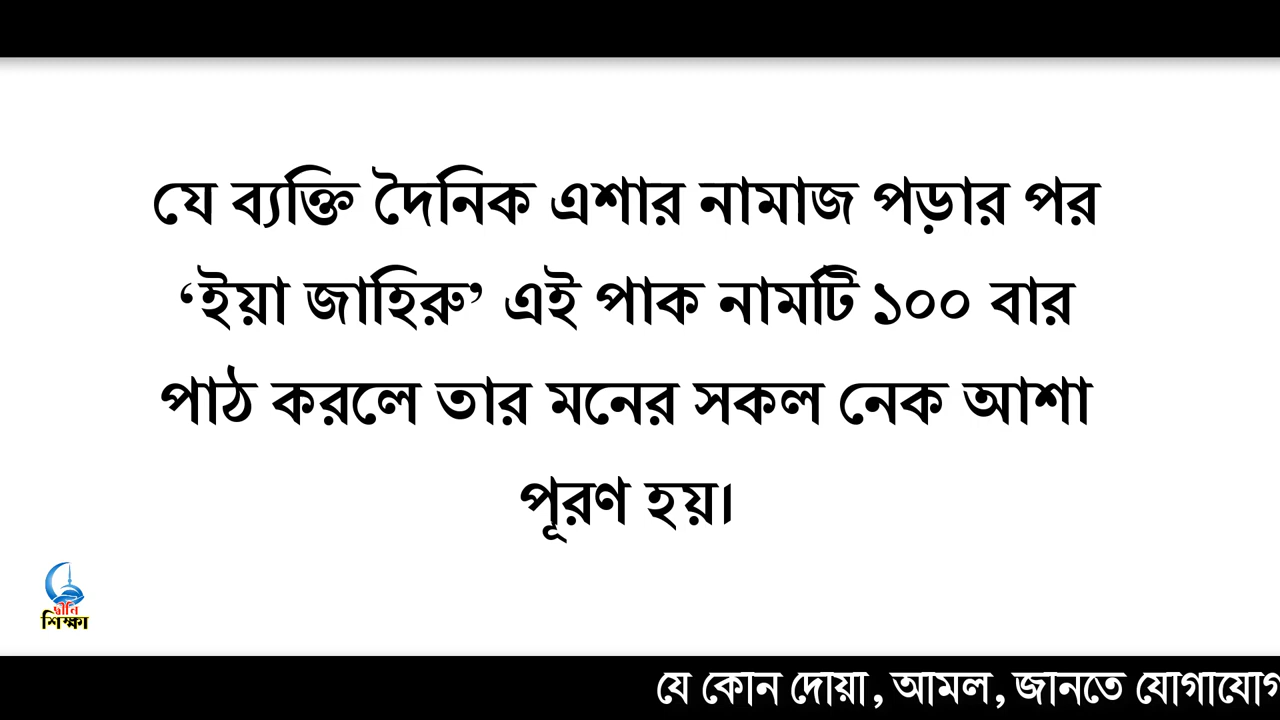 যে ব্যক্তি দৈনিক এশার নামাজ পড়ার পর
‘ইয়া জাহিরু’ এই পাক নামটি ১০০ বার
পাঠ করলে তার মনের সকল নেক আশা
পূরণ হয়।
দ্বীনি
শিক্ষা
যে কোন দোয়া, আমল, জানতে যোগাযোগ